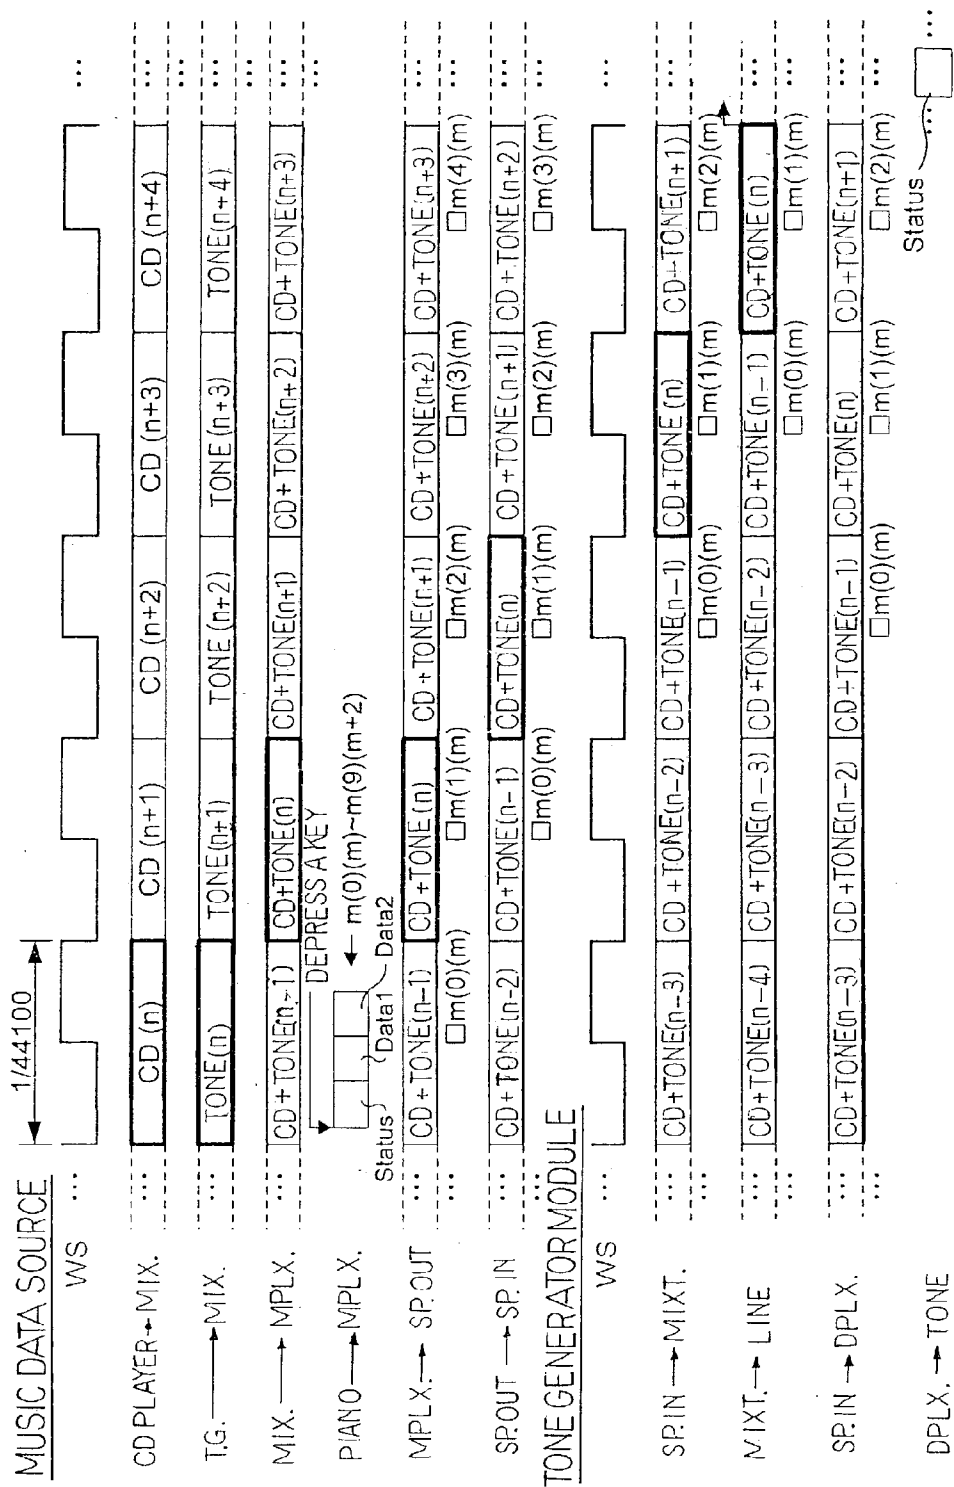 MUSIC DATA SOURCE
1/44100
WS ... ...
CD PLAYER→MIX. ... CD (n) CD (n+1) CD (n+2) CD (n+3) CD (n+4) ...
...
T.G. → MIX. ... TONE(n) TONE(n+1) TONE (n+2) TONE (n+3) TONE(n+4) ...
...
MIX. → MPLX. ... CD+TONE(n-1) CD+TONE(n) CD+TONE(n+1) CD+TONE(n+2) CD+TONE(n+3) ...
...
DEPRESS A KEY
PIANO → MPLX. ← m(0)(m)~m(9)(m+2)
Status Data1 Data2
MPLX. → SP.OUT ... CD+TONE(n-1) CD+TONE(n) CD+TONE(n+1) CD+TONE(n+2) CD+TONE(n+3) ...
... □m(0)(m) □m(1)(m) □m(2)(m) □m(3)(m) □m(4)(m) ...
SP.OUT → SP.IN ... CD+TONE(n-2) CD+TONE(n-1) CD+TONE(n) CD+TONE(n+1) CD+TONE(n+2) ...
... □m(0)(m) □m(1)(m) □m(2)(m) □m(3)(m) ...
TONE GENERATOR MODULE
WS ... ...
SP.IN → MIXT. ... CD+TONE(n-3) CD+TONE(n-2) CD+TONE(n-1) CD+TONE(n) CD+TONE(n+1) ...
... □m(0)(m) □m(1)(m) □m(2)(m) ...
MIXT. → LINE ... CD+TONE(n-4) CD+TONE(n-3) CD+TONE(n-2) CD+TONE(n-1) CD+TONE(n) ...
... □m(0)(m) □m(1)(m) ...
SP.IN → DPLX. ... CD+TONE(n-3) CD+TONE(n-2) CD+TONE(n-1) CD+TONE(n) CD+TONE(n+1) ...
... □m(0)(m) □m(1)(m) □m(2)(m) ...
Status
DPLX. → TONE ... ...